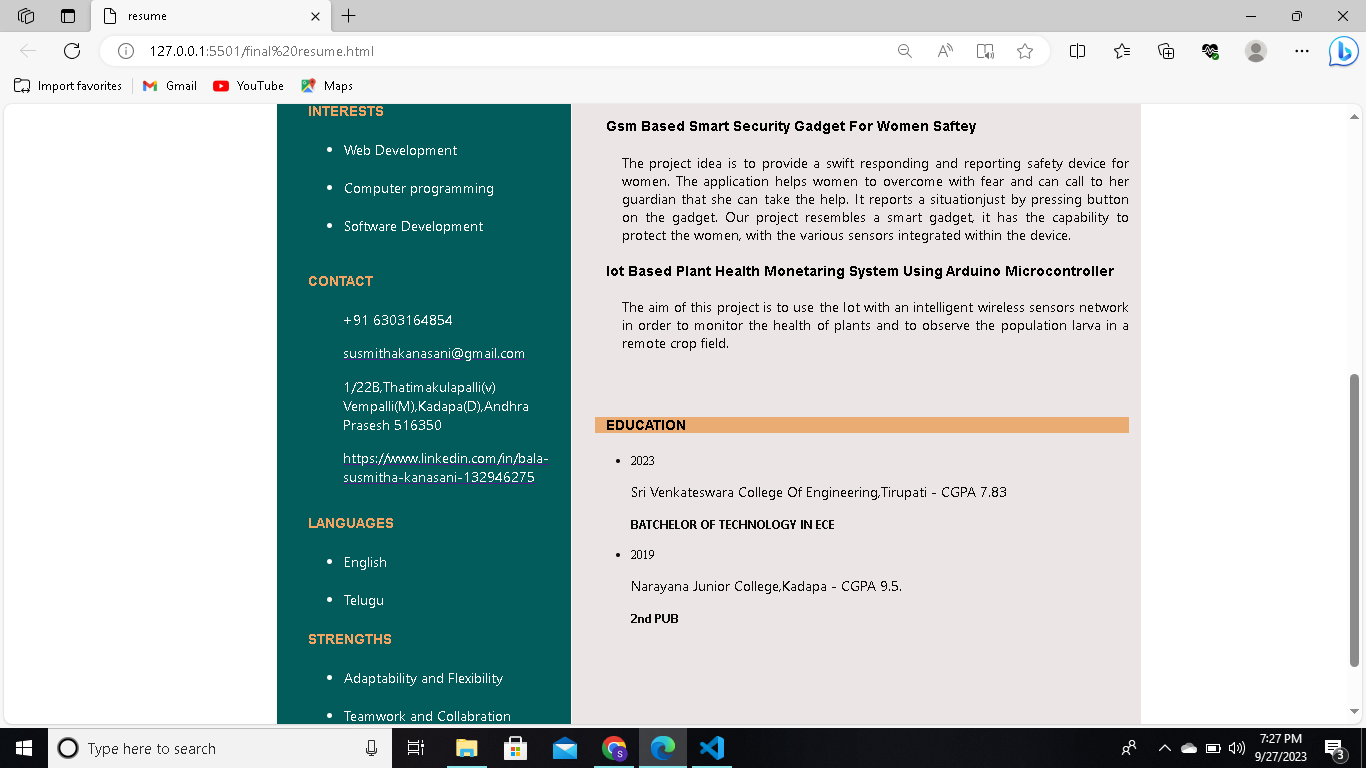 resume
127.0.0.1:5501/final%20resume.html
Import favorites
Gmail
YouTube
Maps
INTERESTS
Web Development
Computer programming
Software Development
CONTACT
+91 6303164854
susmithakanasani@gmail.com
1/22B,Thatimakulapalli(v)
Vempalli(M),Kadapa(D),Andhra
Prasesh 516350
https://www.linkedin.com/in/bala-
susmitha-kanasani-132946275
LANGUAGES
English
Telugu
STRENGTHS
Adaptability and Flexibility
Teamwork and Collabration
Gsm Based Smart Security Gadget For Women Saftey
The project idea is to provide a swift responding and reporting safety device for
women. The application helps women to overcome with fear and can call to her
guardian that she can take the help. It reports a situationjust by pressing button
on the gadget. Our project resembles a smart gadget, it has the capability to
protect the women, with the various sensors integrated within the device.
Iot Based Plant Health Monetaring System Using Arduino Microcontroller
The aim of this project is to use the Iot with an intelligent wireless sensors network
in order to monitor the health of plants and to observe the population larva in a
remote crop field.
EDUCATION
2023
Sri Venkateswara College Of Engineering,Tirupati - CGPA 7.83
BATCHELOR OF TECHNOLOGY IN ECE
2019
Narayana Junior College,Kadapa - CGPA 9.5.
2nd PUB
Type here to search
S
7:27 PM
9/27/2023
3